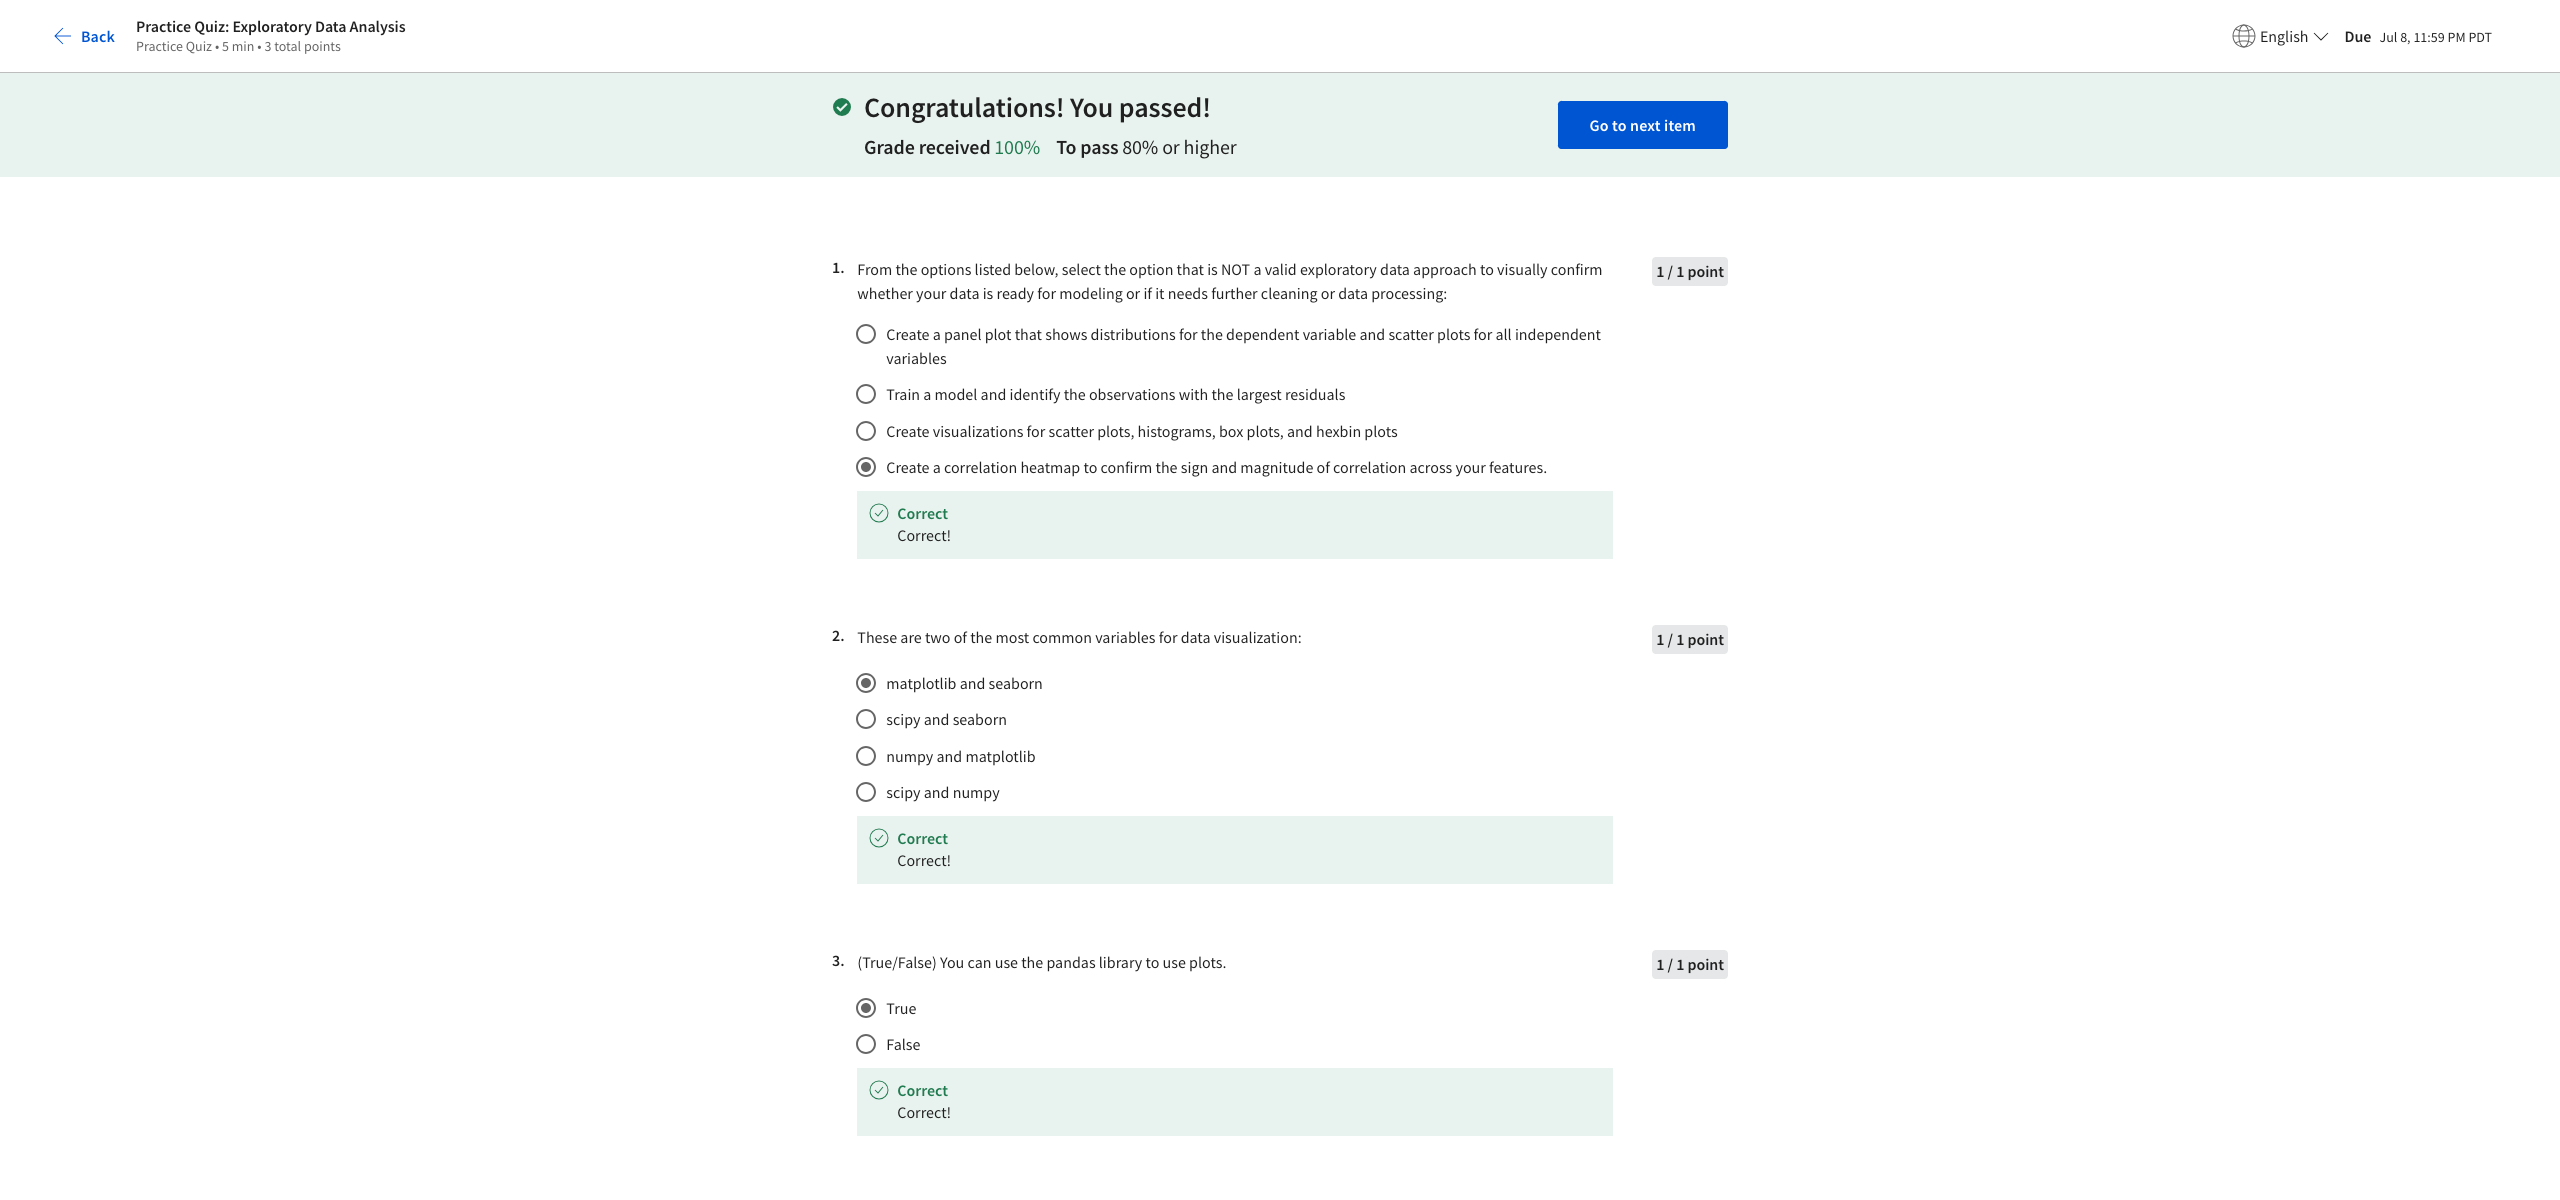 Back
Practice Quiz: Exploratory Data Analysis
Practice Quiz • 5 min • 3 total points
English
Due Jul 8, 11:59 PM PDT
Congratulations! You passed!
Grade received 100% To pass 80% or higher
Go to next item
1. From the options listed below, select the option that is NOT a valid exploratory data approach to visually confirm
whether your data is ready for modeling or if it needs further cleaning or data processing:
1 / 1 point
Create a panel plot that shows distributions for the dependent variable and scatter plots for all independent
variables
Train a model and identify the observations with the largest residuals
Create visualizations for scatter plots, histograms, box plots, and hexbin plots
Create a correlation heatmap to confirm the sign and magnitude of correlation across your features.
Correct
Correct!
2. These are two of the most common variables for data visualization:
1 / 1 point
matplotlib and seaborn
scipy and seaborn
numpy and matplotlib
scipy and numpy
Correct
Correct!
3. (True/False) You can use the pandas library to use plots.
1 / 1 point
True
False
Correct
Correct!